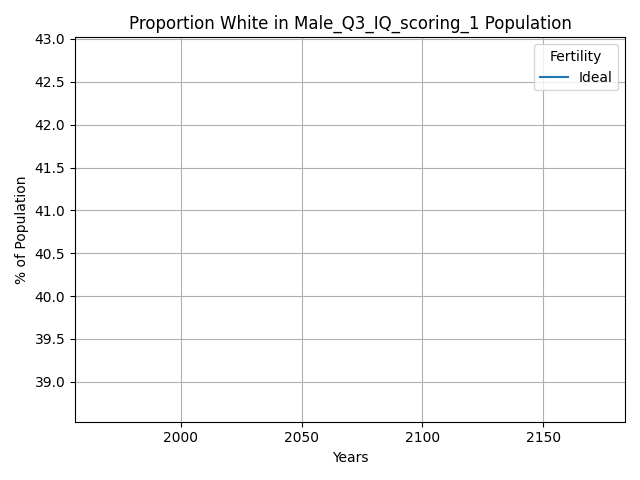 Proportion White in Male_Q3_IQ_scoring_1 Population
43.0
42.5
42.0
41.5
41.0
40.5
40.0
39.5
39.0
% of Population
Fertility
Ideal
2000
2050
2100
2150
Years